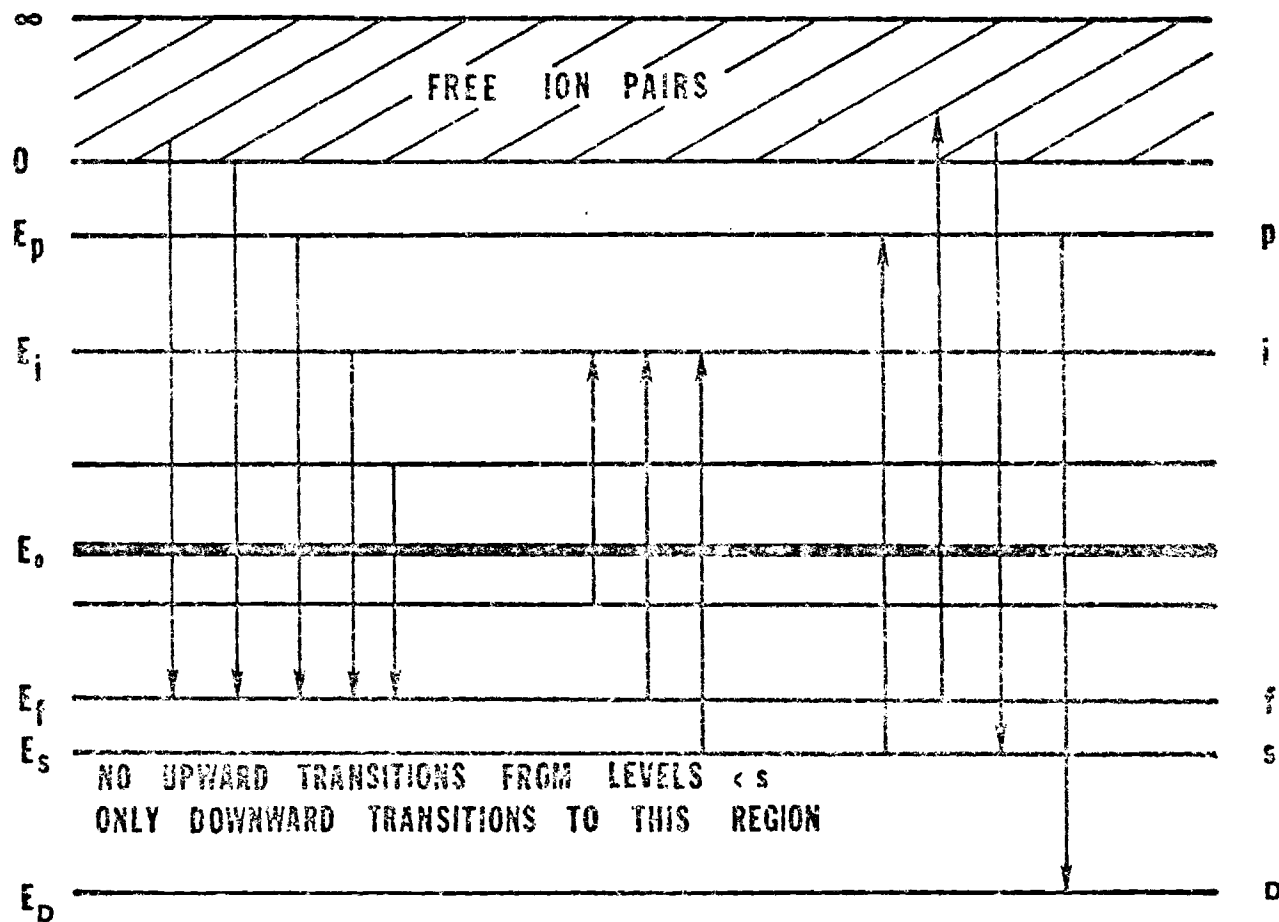 ∞
FREE ION PAIRS
0
E_p p
E_i i
E_o
E_f f
E_s s
NO UPWARD TRANSITIONS FROM LEVELS < s
ONLY DOWNWARD TRANSITIONS TO THIS REGION
E_D D